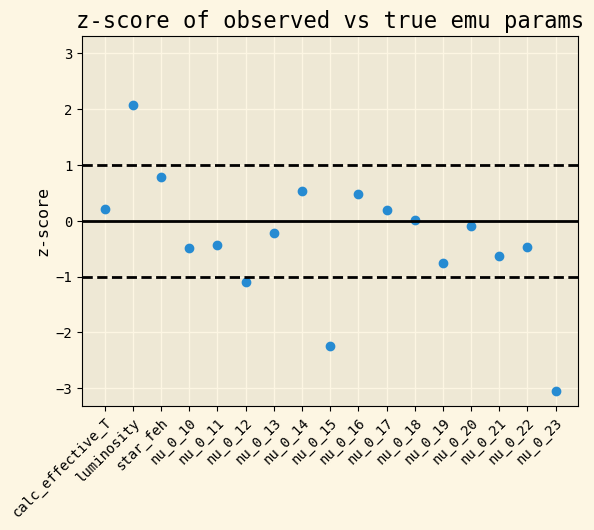 z-score of observed vs true emu params
z-score
3
2
1
0
−1
−2
−3
calc_effective_T
luminosity
star_feh
nu_0_10
nu_0_11
nu_0_12
nu_0_13
nu_0_14
nu_0_15
nu_0_16
nu_0_17
nu_0_18
nu_0_19
nu_0_20
nu_0_21
nu_0_22
nu_0_23